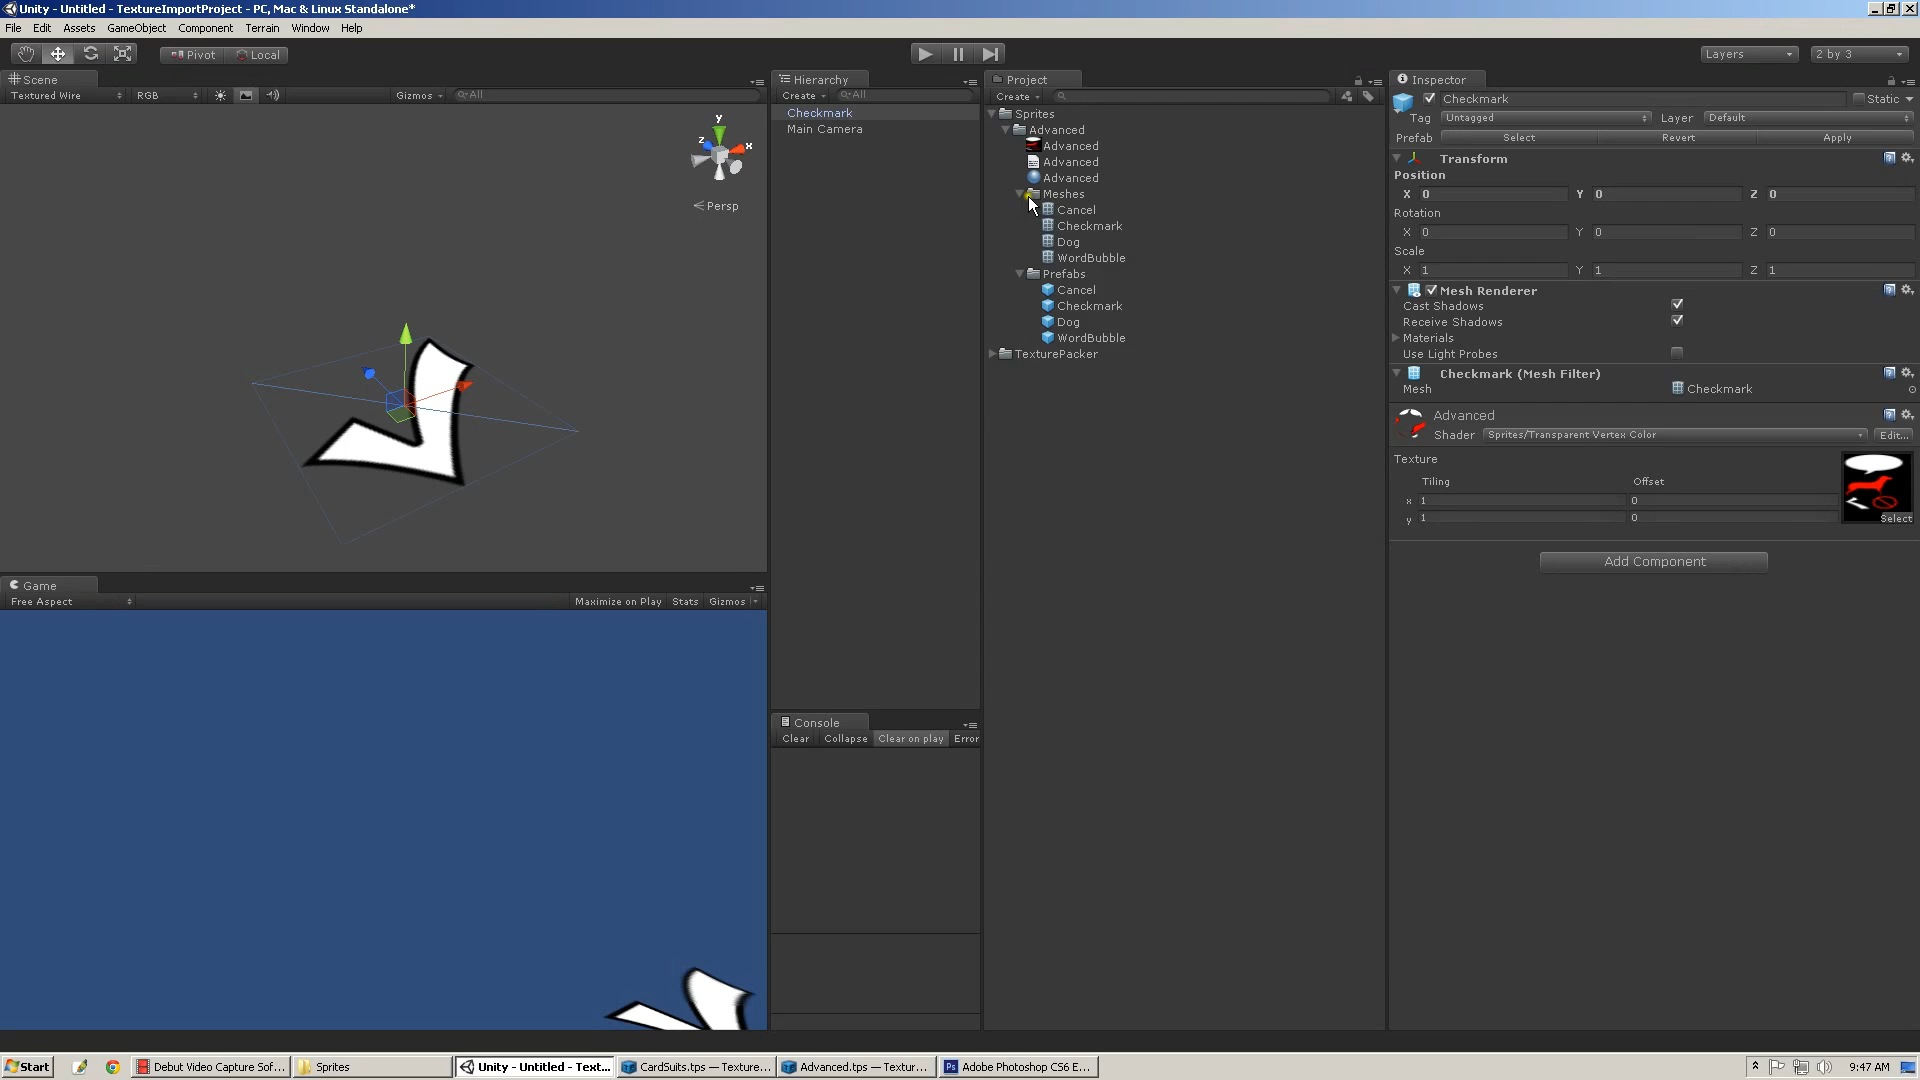 Unity - Untitled - TextureImportProject - PC, Mac & Linux Standalone*
File Edit Assets GameObject Component Terrain Window Help
Pivot Local Layers 2 by 3
Scene
Textured Wire RGB Gizmos All
y
z x
Persp
Game
Free Aspect Maximize on Play Stats Gizmos
Hierarchy
Create All
Checkmark
Main Camera
Console
Clear Collapse Clear on play Error
Project
Create
Sprites
Advanced
Advanced
Advanced
Advanced
Meshes
Cancel
Checkmark
Dog
WordBubble
Prefabs
Cancel
Checkmark
Dog
WordBubble
TexturePacker
Inspector
Checkmark Static
Tag Untagged Layer Default
Prefab Select Revert Apply
Transform
Position
X 0 Y 0 Z 0
Rotation
X 0 Y 0 Z 0
Scale
X 1 Y 1 Z 1
Mesh Renderer
Cast Shadows
Receive Shadows
Materials
Use Light Probes
Checkmark (Mesh Filter)
Mesh Checkmark
Advanced
Shader Sprites/Transparent Vertex Color Edit...
Texture
Tiling Offset
x 1 0
y 1 0
Select
Add Component
Start Debut Video Capture Sof... Sprites Unity - Untitled - Text... CardSuits.tps — Texture... Advanced.tps — Textur... Ps Adobe Photoshop CS6 E... 9:47 AM